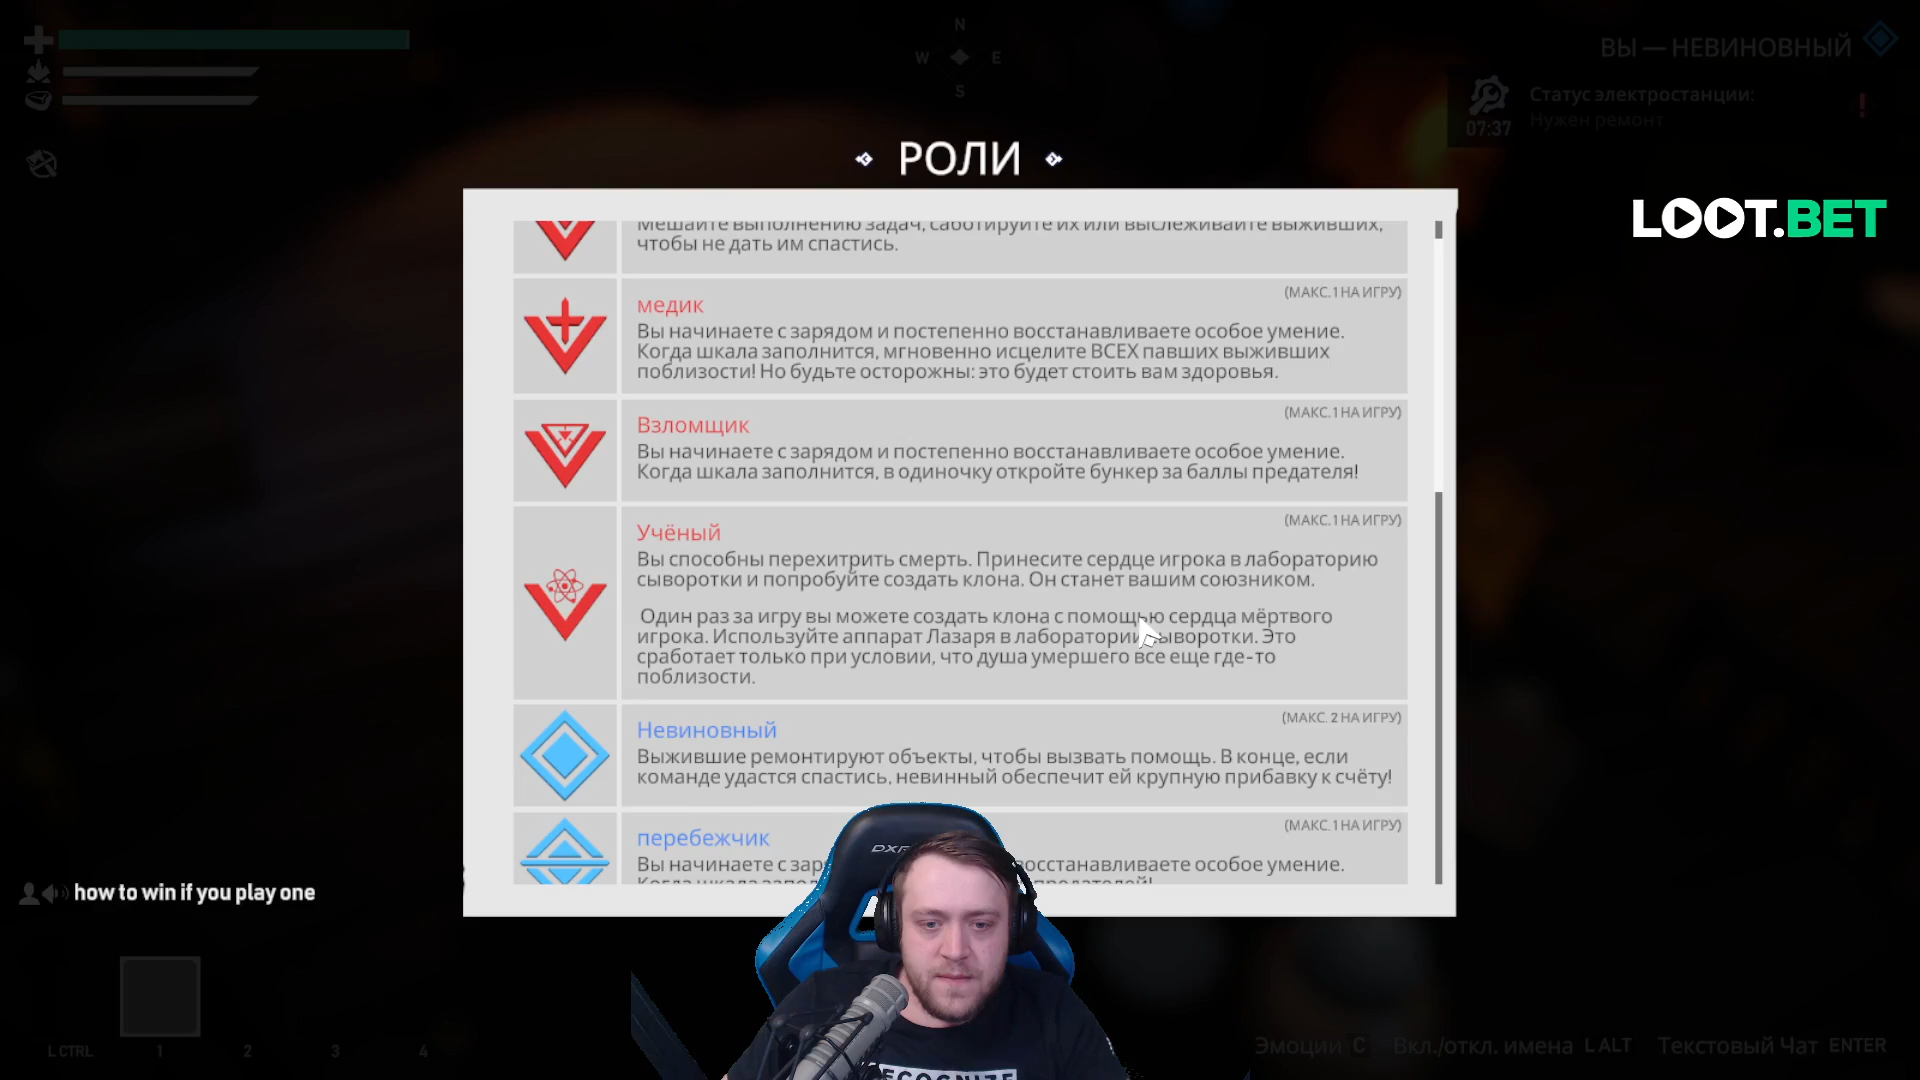 N
W E
S
ВЫ — НЕВИНОВНЫЙ
Статус электростанции:
Нужен ремонт
07:37
РОЛИ
LOOT.BET
Мешайте выполнению задач, саботируйте их или выслеживайте выживших,
чтобы не дать им спастись.
медик
(МАКС. 1 НА ИГРУ)
Вы начинаете с зарядом и постепенно восстанавливаете особое умение.
Когда шкала заполнится, мгновенно исцелите ВСЕХ павших выживших
поблизости! Но будьте осторожны: это будет стоить вам здоровья.
Взломщик
(МАКС. 1 НА ИГРУ)
Вы начинаете с зарядом и постепенно восстанавливаете особое умение.
Когда шкала заполнится, в одиночку откройте бункер за баллы предателя!
Учёный
(МАКС. 1 НА ИГРУ)
Вы способны перехитрить смерть. Принесите сердце игрока в лабораторию
сыворотки и попробуйте создать клона. Он станет вашим союзником.
Один раз за игру вы можете создать клона с помощью сердца мёртвого
игрока. Используйте аппарат Лазаря в лаборатории сыворотки. Это
сработает только при условии, что душа умершего все еще где-то
поблизости.
Невиновный
(МАКС. 2 НА ИГРУ)
Выжившие ремонтируют объекты, чтобы вызвать помощь. В конце, если
команде удастся спастись, невинный обеспечит ей крупную прибавку к счёту!
перебежчик
(МАКС. 1 НА ИГРУ)
Вы начинаете с восстанавливаете особое умение.
how to win if you play one
L CTRL 1 2 3 4
Эмоции C Вкл./откл. имена L ALT Текстовый Чат ENTER